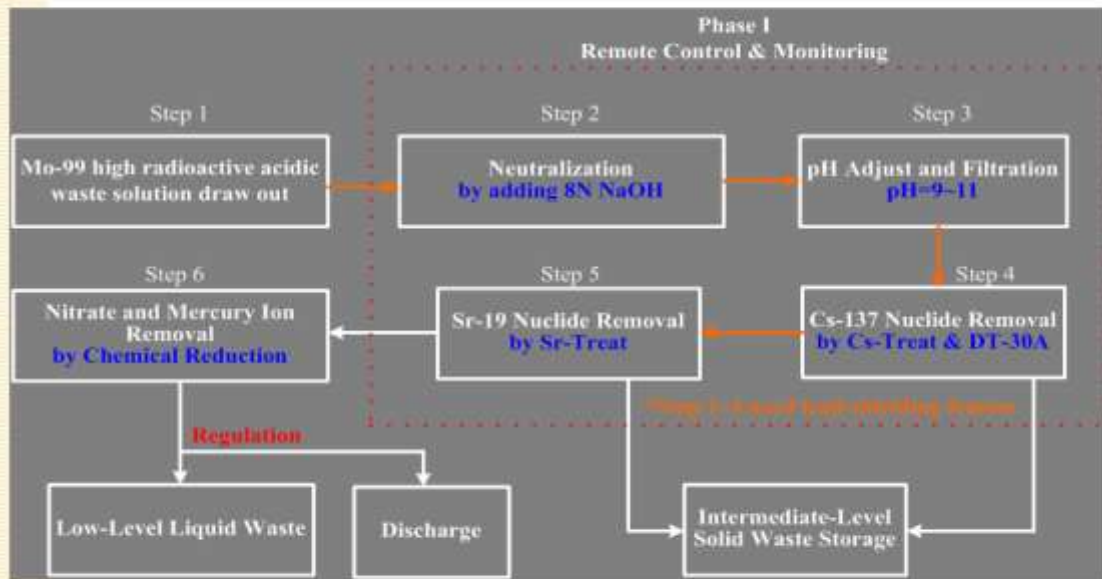 Phase I
Remote Control & Monitoring
Step 1
Mo-99 high radioactive acidic
waste solution draw out
Step 2
Neutralization
by adding 8N NaOH
Step 3
pH Adjust and Filtration
pH=9~11
Step 4
Cs-137 Nuclide Removal
by Cs-Treat & DT-30A
Step 5
Sr-19 Nuclide Removal
by Sr-Treat
Step 6
Nitrate and Mercury Ion
Removal
by Chemical Reduction
Regulation
Low-Level Liquid Waste
Discharge
Intermediate-Level
Solid Waste Storage